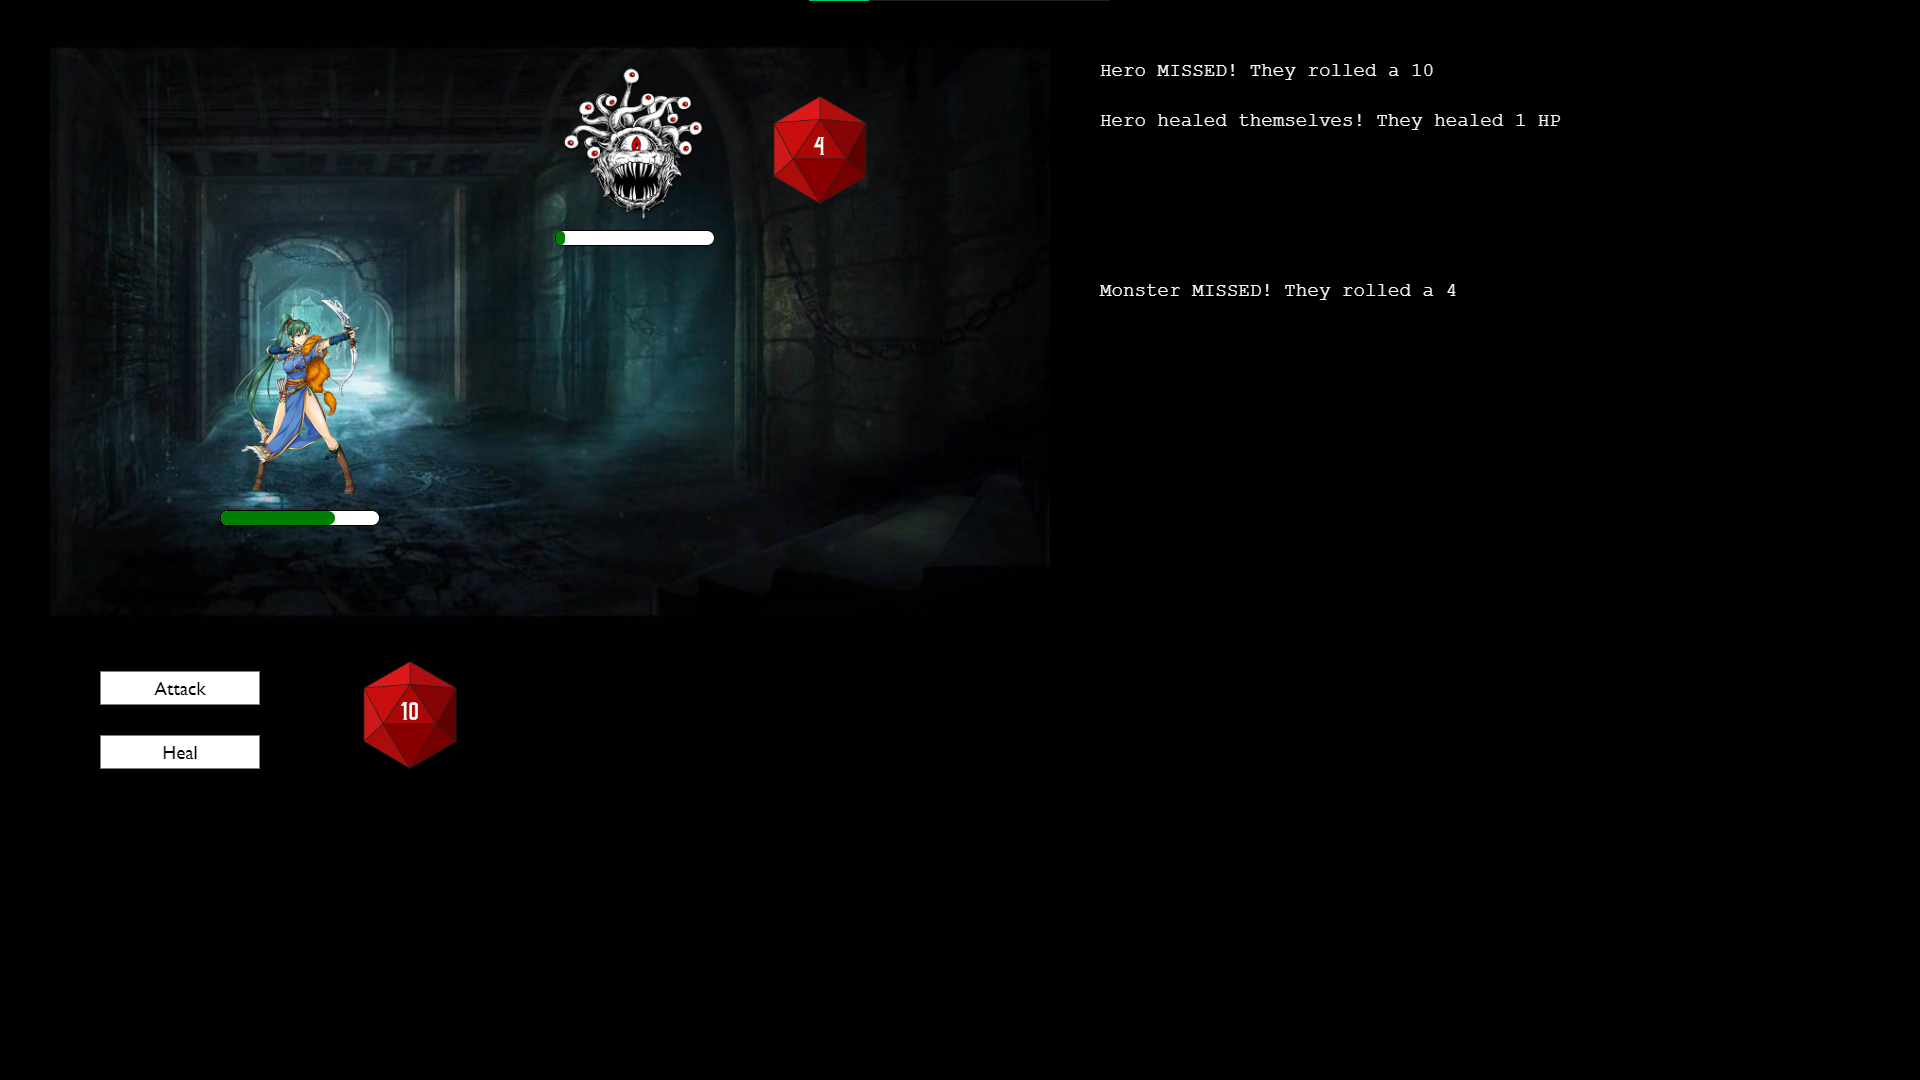 Hero MISSED! They rolled a 10
4
Hero healed themselves! They healed 1 HP
Monster MISSED! They rolled a 4
Attack
10
Heal